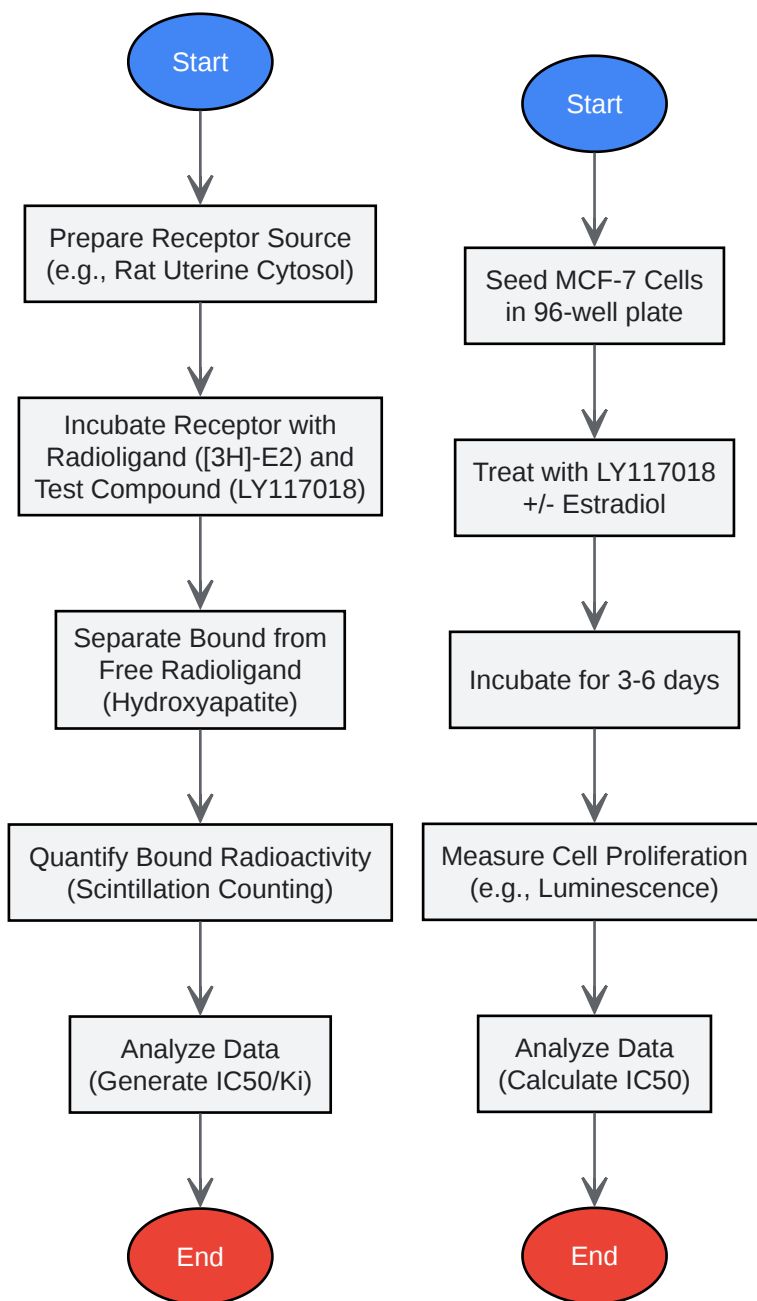 Start
Prepare Receptor Source
(e.g., Rat Uterine Cytosol)
Incubate Receptor with
Radioligand ([3H]-E2) and
Test Compound (LY117018)
Separate Bound from
Free Radioligand
(Hydroxyapatite)
Quantify Bound Radioactivity
(Scintillation Counting)
Analyze Data
(Generate IC50/Ki)
End
Start
Seed MCF-7 Cells
in 96-well plate
Treat with LY117018
+/- Estradiol
Incubate for 3-6 days
Measure Cell Proliferation
(e.g., Luminescence)
Analyze Data
(Calculate IC50)
End